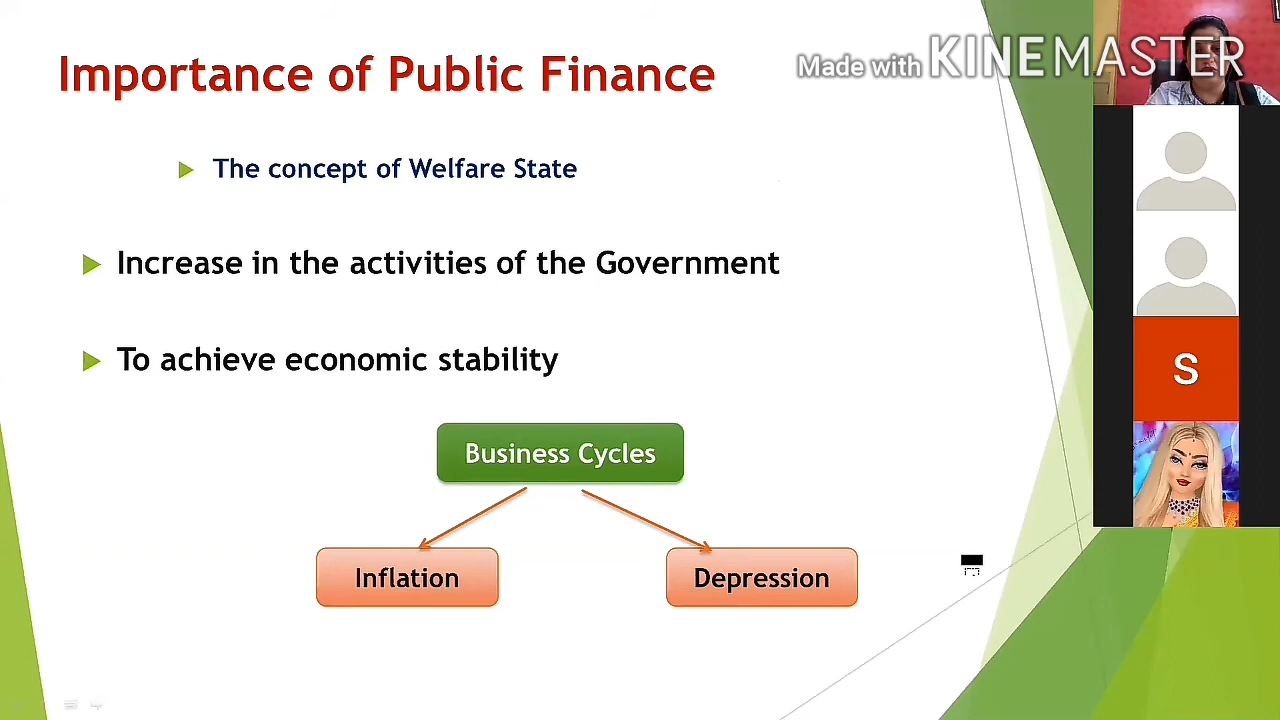 Importance of Public Finance
Made with KINEMASTER
The concept of Welfare State
Increase in the activities of the Government
To achieve economic stability
S
Business Cycles
Inflation
Depression